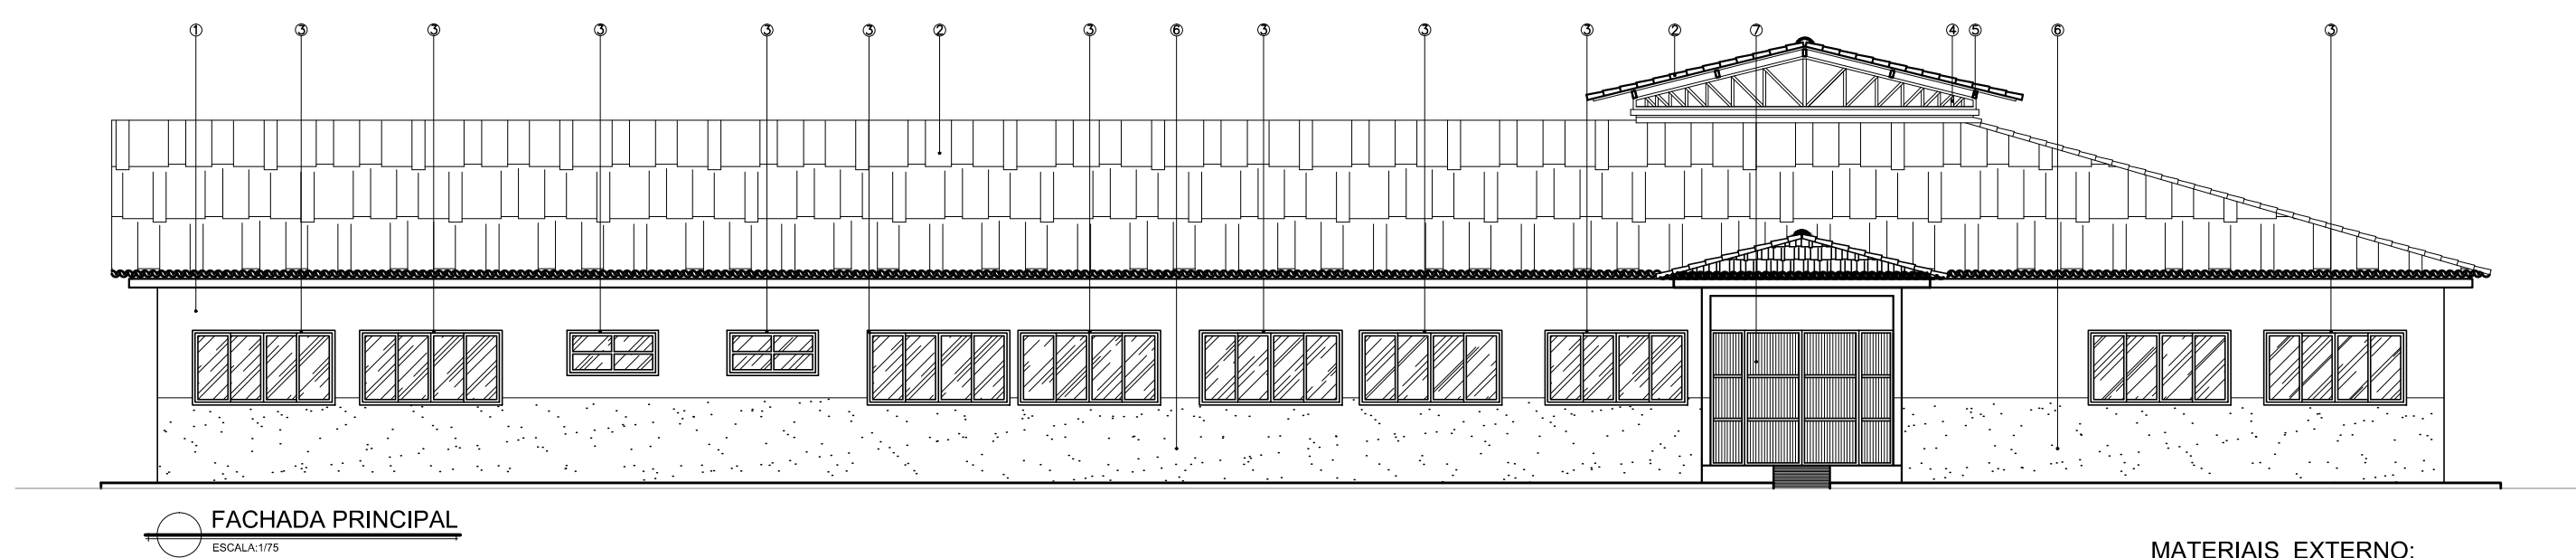 1 3 3 3 3 3 2 3 6 3 3 3 2 7 4 5 6 3
FACHADA PRINCIPAL
ESCALA:1/75
MATERIAIS EXTERNO: